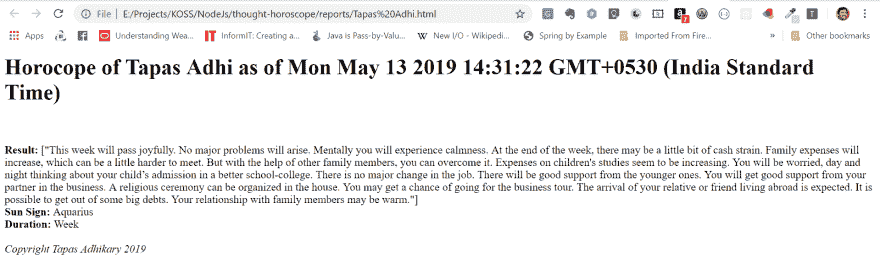 File E:/Projects/KOSS/NodeJs/thought-horoscope/reports/Tapas%20Adhi.html
Apps Understanding Wea... InformIT: Creating a... Java is Pass-by-Valu... New I/O - Wikipedi... Spring by Example Imported From Fire... » Other bookmarks
Horocope of Tapas Adhi as of Mon May 13 2019 14:31:22 GMT+0530 (India Standard
Time)
Result: ["This week will pass joyfully. No major problems will arise. Mentally you will experience calmness. At the end of the week, there may be a little bit of cash strain. Family expenses will
increase, which can be a little harder to meet. But with the help of other family members, you can overcome it. Expenses on children's studies seem to be increasing. You will be worried, day and
night thinking about your child's admission in a better school-college. There is no major change in the job. There will be good support from the younger ones. You will get good support from your
partner in the business. A religious ceremony can be organized in the house. You may get a chance of going for the business tour. The arrival of your relative or friend living abroad is expected. It is
possible to get out of some big debts. Your relationship with family members may be warm."]
Sun Sign: Aquarius
Duration: Week
Copyright Tapas Adhikary 2019